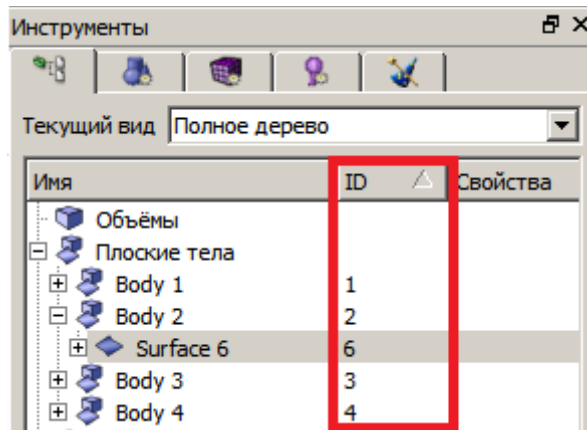 Инструменты
Текущий вид Полное дерево
Имя ID Свойства
Объёмы
Плоские тела
Body 1 1
Body 2 2
Surface 6 6
Body 3 3
Body 4 4